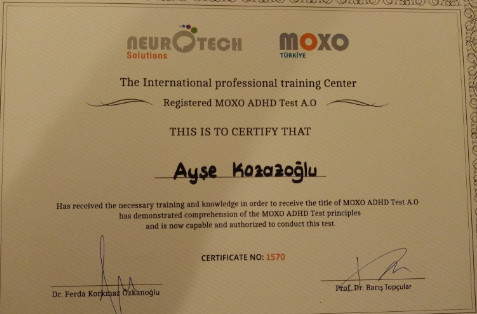 NEUROTECH
Solutions
MOXO
TÜRKİYE
The International professional training Center
Registered MOXO ADHD Test A.O
THIS IS TO CERTIFY THAT
Ayşe Kozazoğlu
Has received the necessary training and knowledge in order to receive the title of MOXO ADHD Test A.O
has demonstrated comprehension of the MOXO ADHD Test principles
and is now capable and authorized to conduct this test.
CERTIFICATE NO: 1570
Dr. Ferda Korkmaz Özkanoğlu
Prof. Dr. Barış Topçular